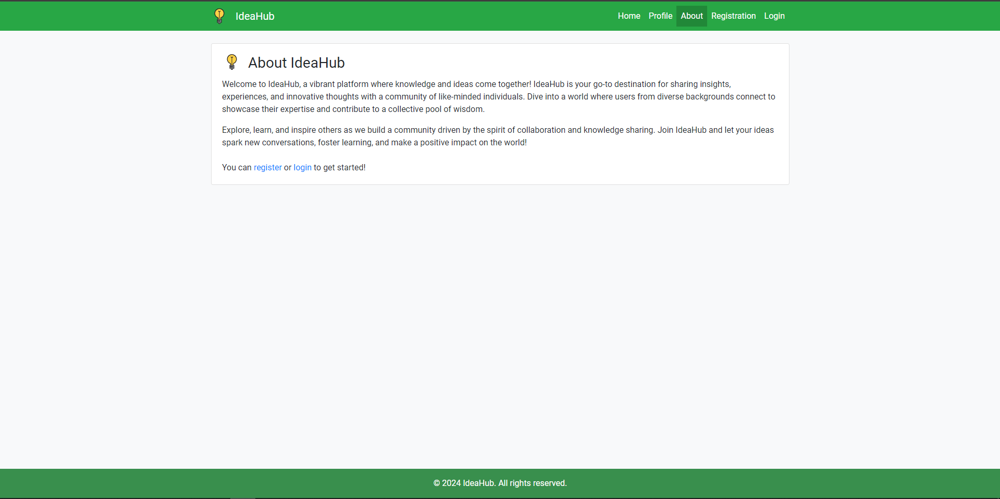 IdeaHub
Home Profile About Registration Login
About IdeaHub
Welcome to IdeaHub, a vibrant platform where knowledge and ideas come together! IdeaHub is your go-to destination for sharing insights,
experiences, and innovative thoughts with a community of like-minded individuals. Dive into a world where users from diverse backgrounds connect to
showcase their expertise and contribute to a collective pool of wisdom.
Explore, learn, and inspire others as we build a community driven by the spirit of collaboration and knowledge sharing. Join IdeaHub and let your ideas
spark new conversations, foster learning, and make a positive impact on the world!
You can register or login to get started!
© 2024 IdeaHub. All rights reserved.